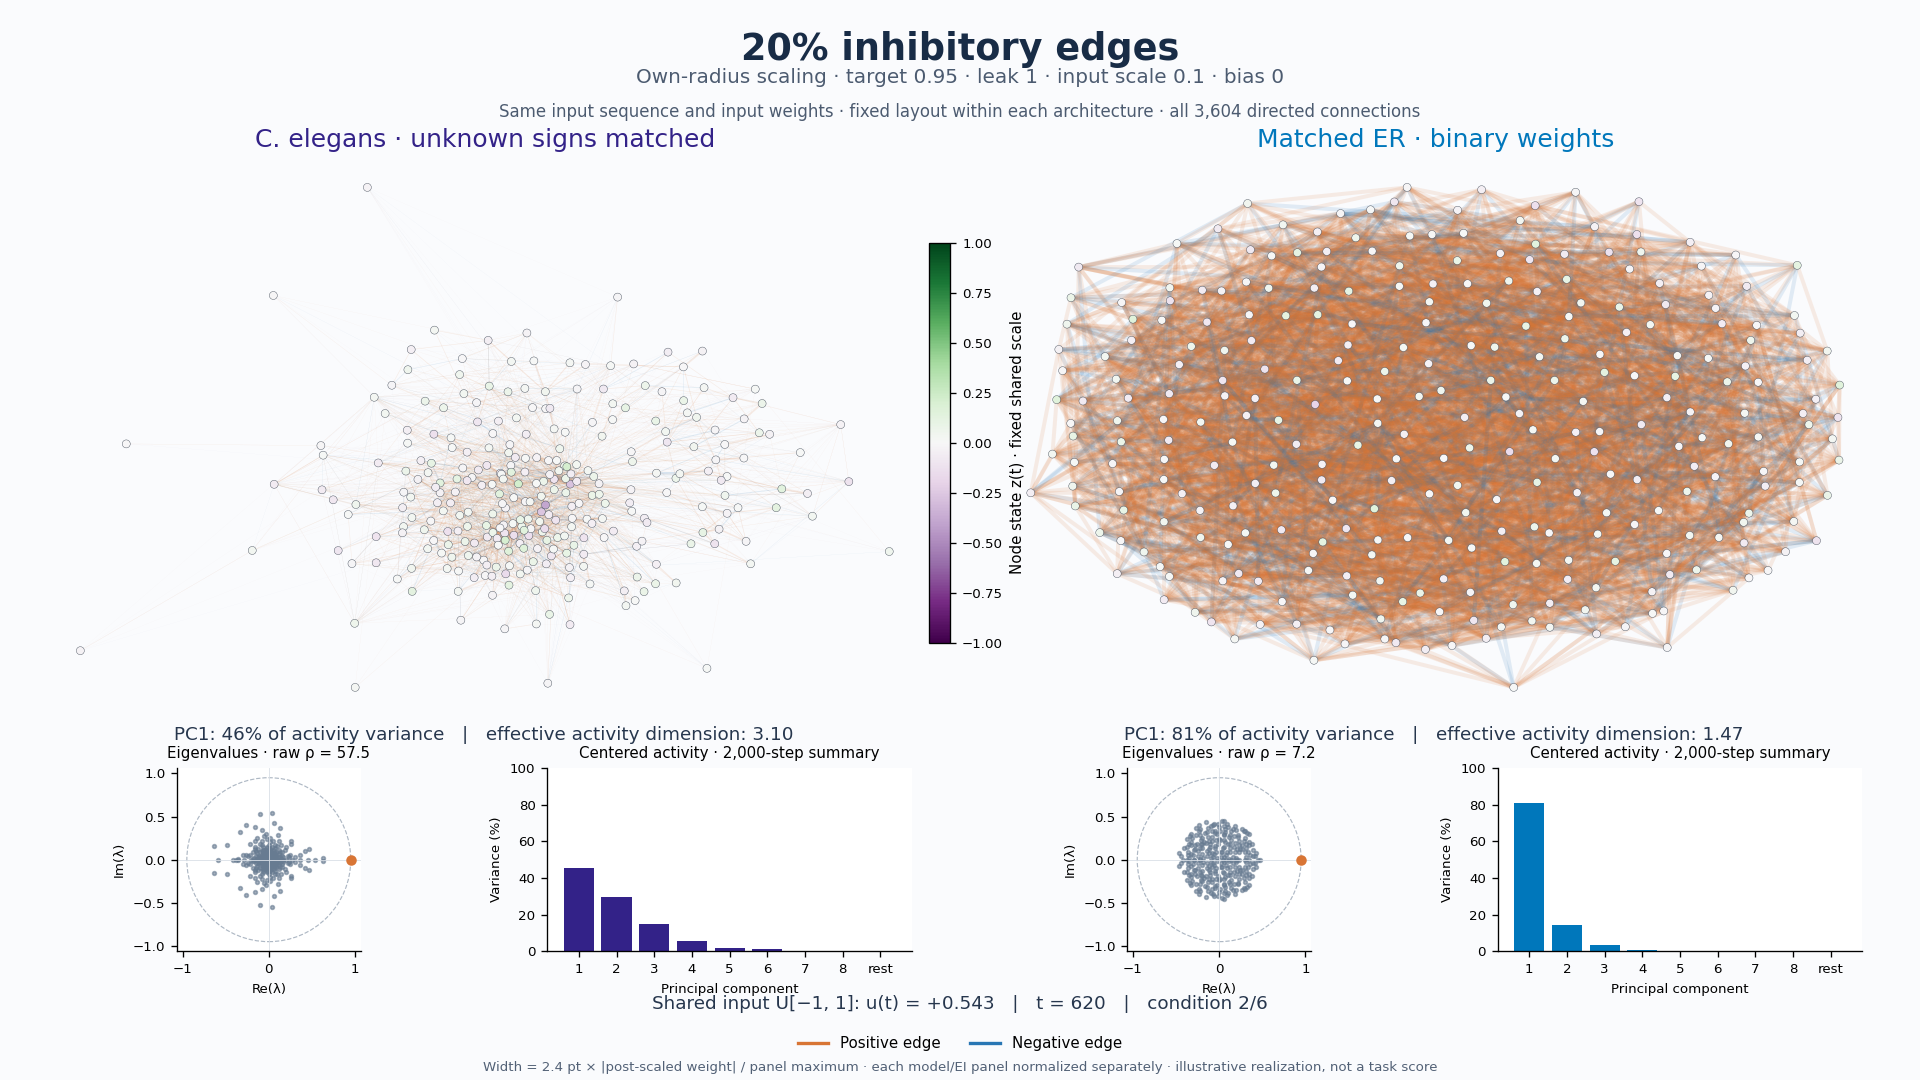 20% inhibitory edges
Own-radius scaling · target 0.95 · leak 1 · input scale 0.1 · bias 0
Same input sequence and input weights · fixed layout within each architecture · all 3,604 directed connections
C. elegans · unknown signs matched
Matched ER · binary weights
1.00
0.75
0.50
0.25
0.00
−0.25
−0.50
−0.75
−1.00
Node state z(t) · fixed shared scale
PC1: 46% of activity variance | effective activity dimension: 3.10
Eigenvalues · raw ρ = 57.5
1.0
0.5
0.0
−0.5
−1.0
Im(λ)
−1 0 1
Re(λ)
Centered activity · 2,000-step summary
100
80
60
40
20
0
Variance (%)
1 2 3 4 5 6 7 8 rest
Principal component
PC1: 81% of activity variance | effective activity dimension: 1.47
Eigenvalues · raw ρ = 7.2
1.0
0.5
0.0
−0.5
−1.0
Im(λ)
−1 0 1
Re(λ)
Centered activity · 2,000-step summary
100
80
60
40
20
0
Variance (%)
1 2 3 4 5 6 7 8 rest
Principal component
Shared input U[−1, 1]: u(t) = +0.543 | t = 620 | condition 2/6
Positive edge
Negative edge
Width = 2.4 pt × |post-scaled weight| / panel maximum · each model/EI panel normalized separately · illustrative realization, not a task score